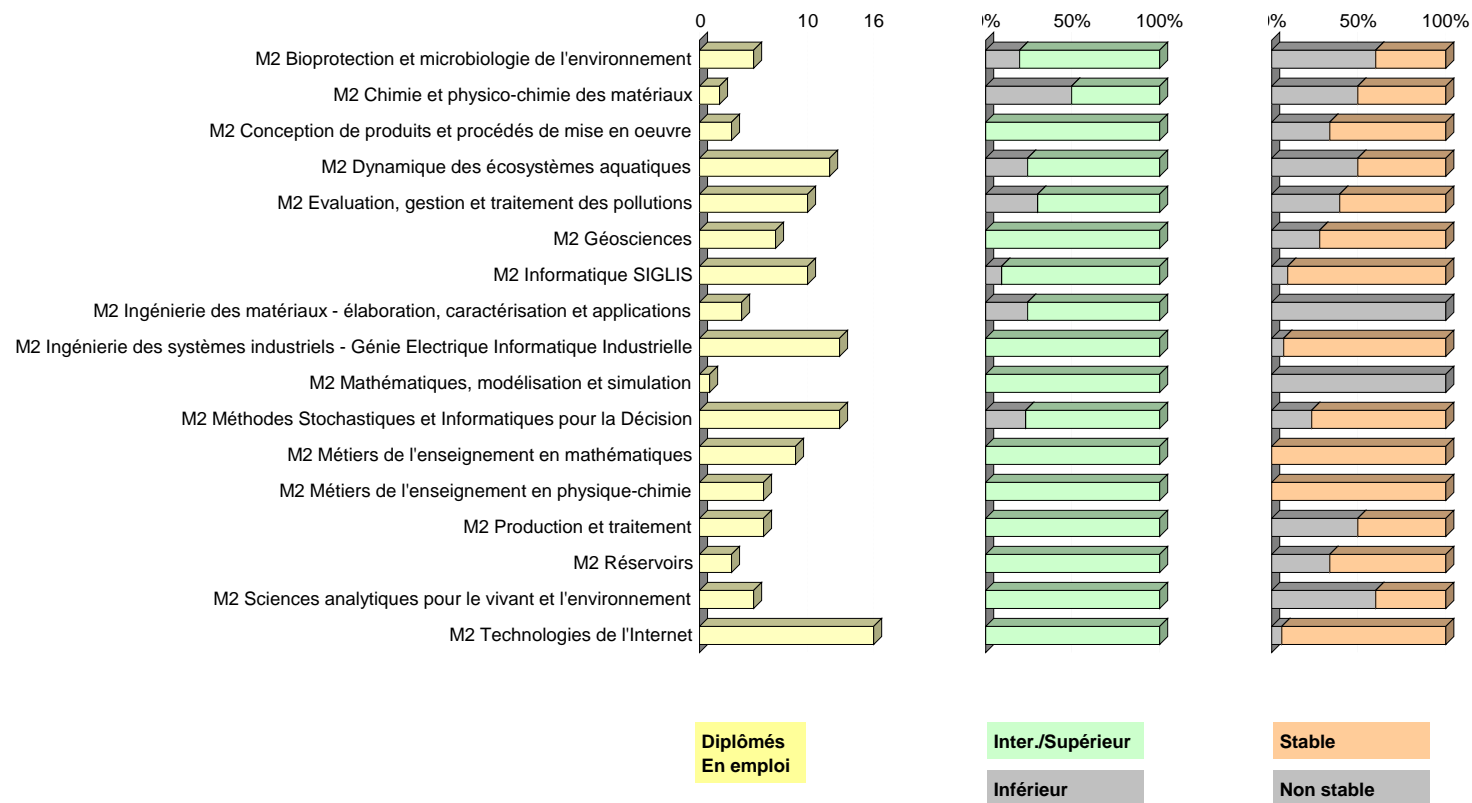 0 10 16 0% 50% 100% 0% 50% 100%
M2 Bioprotection et microbiologie de l'environnement
M2 Chimie et physico-chimie des matériaux
M2 Conception de produits et procédés de mise en oeuvre
M2 Dynamique des écosystèmes aquatiques
M2 Evaluation, gestion et traitement des pollutions
M2 Géosciences
M2 Informatique SIGLIS
M2 Ingénierie des matériaux - élaboration, caractérisation et applications
M2 Ingénierie des systèmes industriels - Génie Electrique Informatique Industrielle
M2 Mathématiques, modélisation et simulation
M2 Méthodes Stochastiques et Informatiques pour la Décision
M2 Métiers de l'enseignement en mathématiques
M2 Métiers de l'enseignement en physique-chimie
M2 Production et traitement
M2 Réservoirs
M2 Sciences analytiques pour le vivant et l'environnement
M2 Technologies de l'Internet
Diplômés
En emploi
Inter./Supérieur
Inférieur
Stable
Non stable